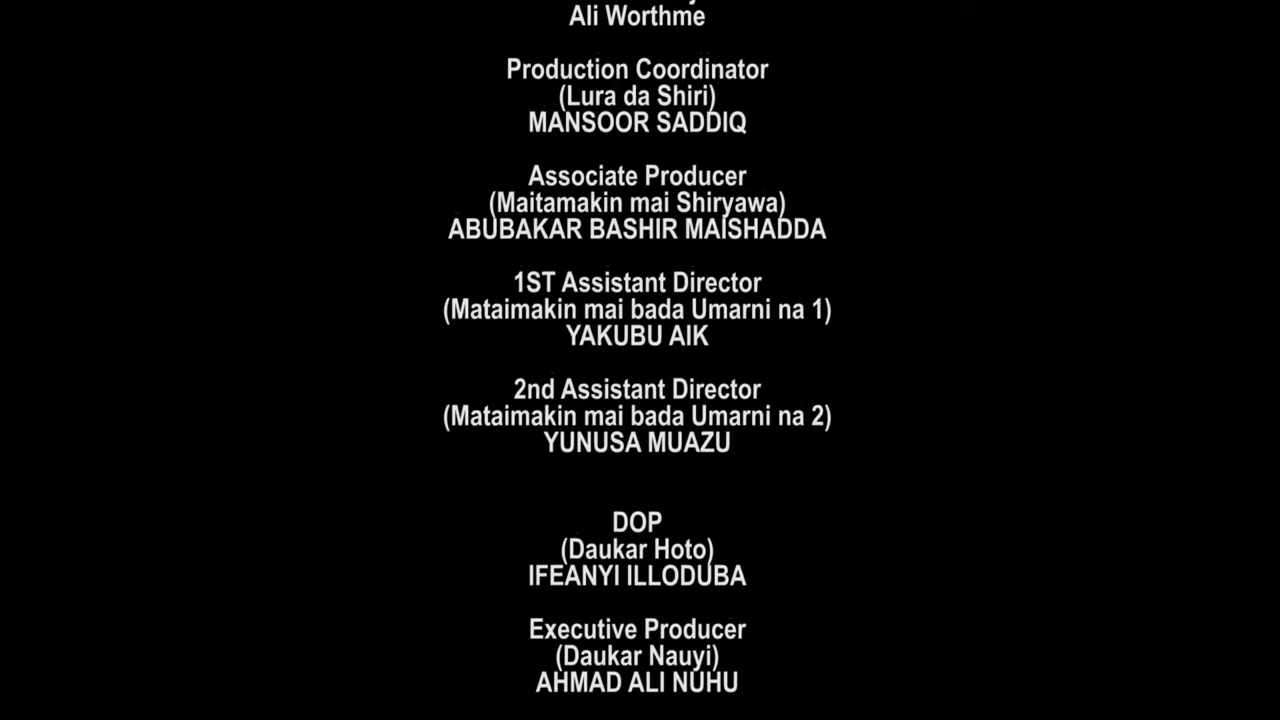 Ali Worthme
Production Coordinator
(Lura da Shiri)
MANSOOR SADDIQ
Associate Producer
(Maitamakin mai Shiryawa)
ABUBAKAR BASHIR MAISHADDA
1ST Assistant Director
(Mataimakin mai bada Umarni na 1)
YAKUBU AIK
2nd Assistant Director
(Mataimakin mai bada Umarni na 2)
YUNUSA MUAZU
DOP
(Daukar Hoto)
IFEANYI ILLODUBA
Executive Producer
(Daukar Nauyi)
AHMAD ALI NUHU